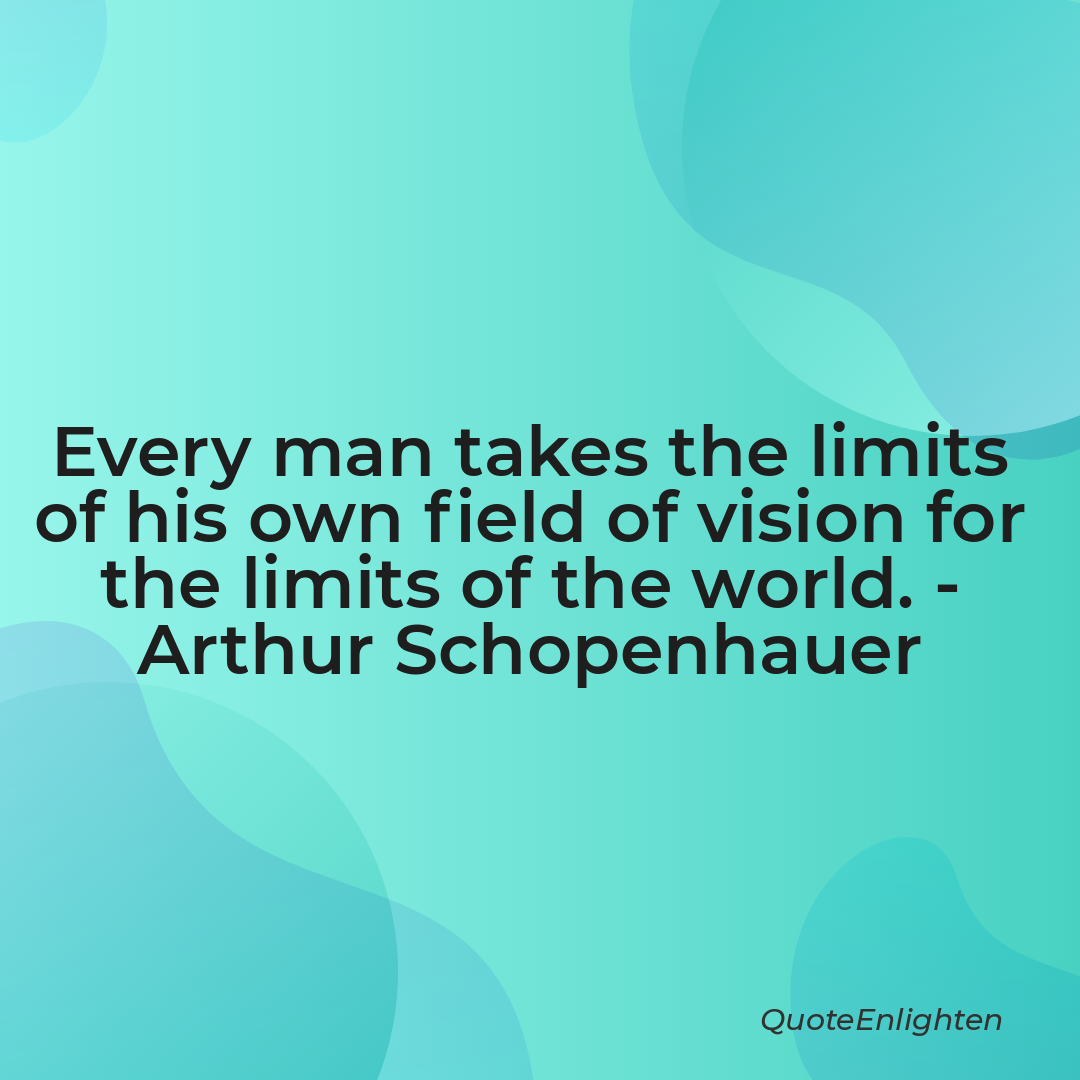 Every man takes the limits
of his own field of vision for
the limits of the world. -
Arthur Schopenhauer
QuoteEnlighten